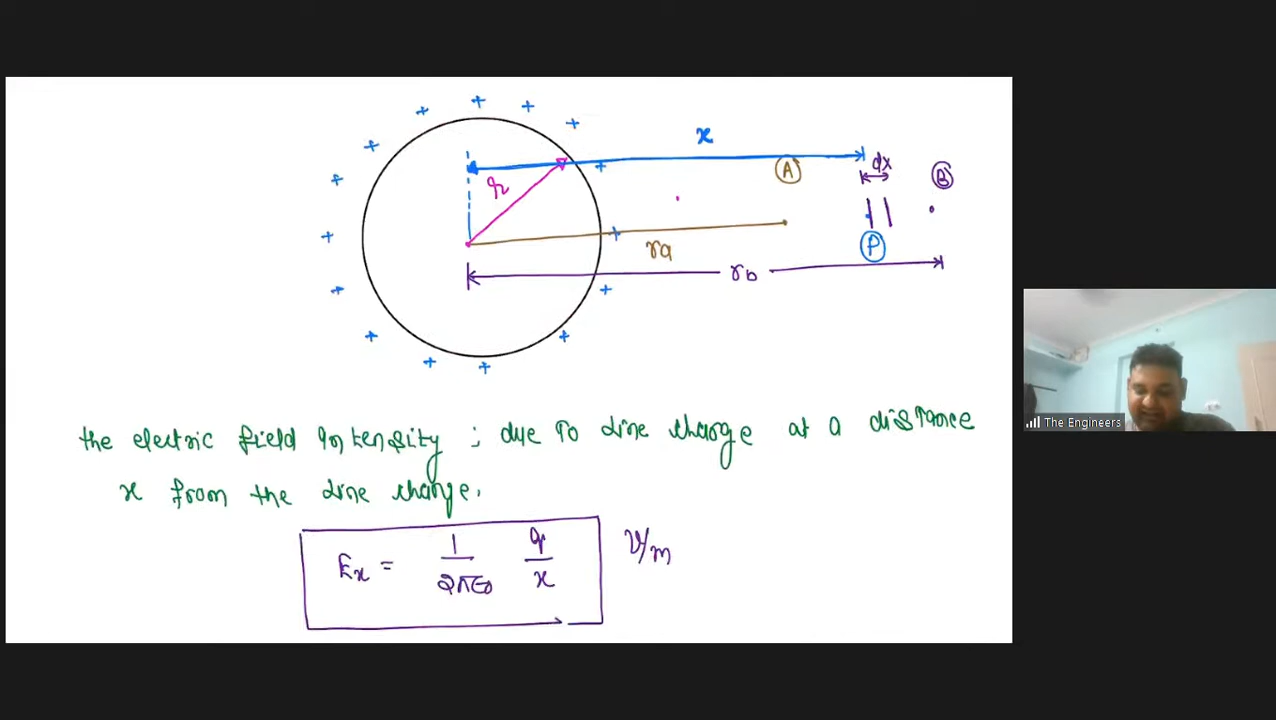 x
A
dx
B
r
P
ra
rb
The Engineers
the electric field intensity ; due to line charge at a distance
x from the line charge.
Ex = 1/2πε0 q/x V/m